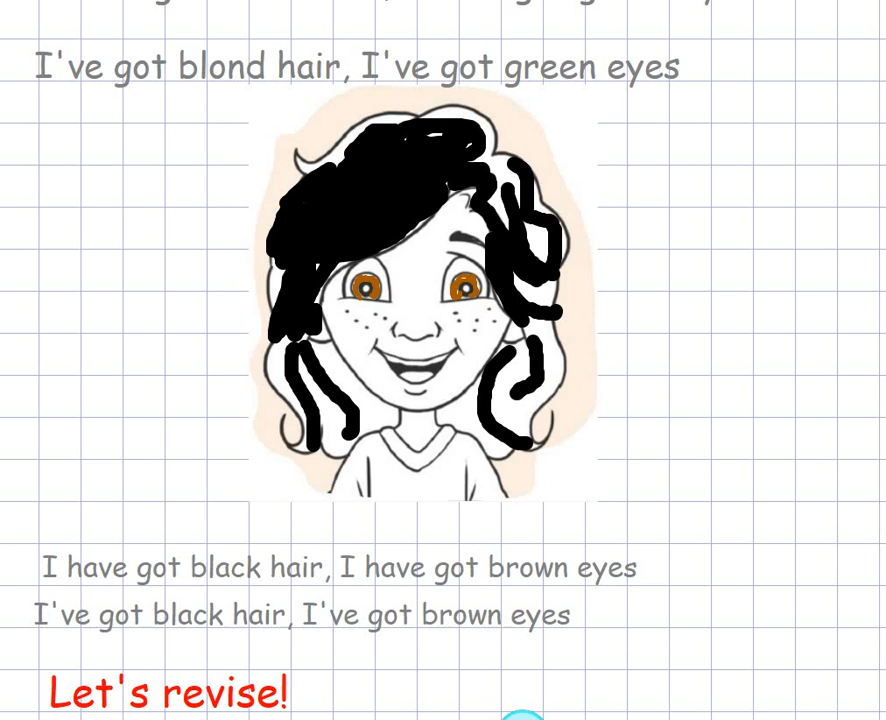 I've got blond hair, I've got green eyes
I have got black hair, I have got brown eyes
I've got black hair, I've got brown eyes
Let's revise!